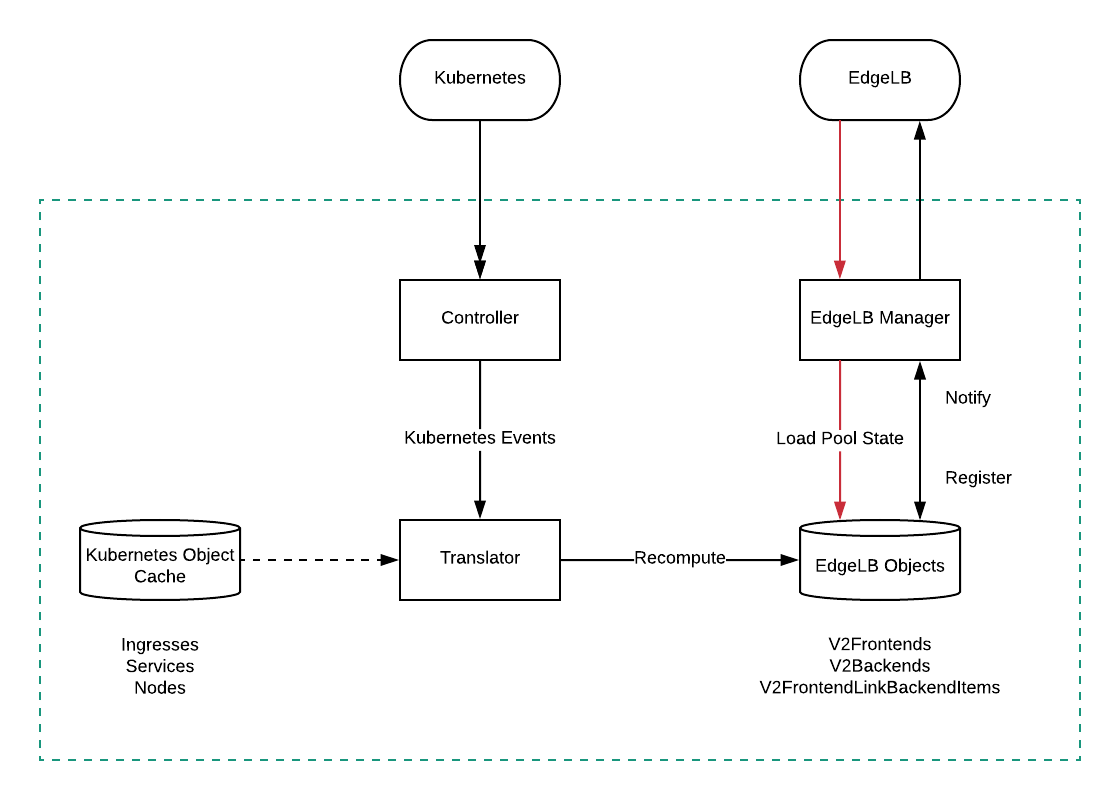 Kubernetes
EdgeLB
Controller
EdgeLB Manager
Notify
Kubernetes Events
Load Pool State
Register
Kubernetes Object
Cache
Translator
Recompute
EdgeLB Objects
Ingresses
Services
Nodes
V2Frontends
V2Backends
V2FrontendLinkBackendItems